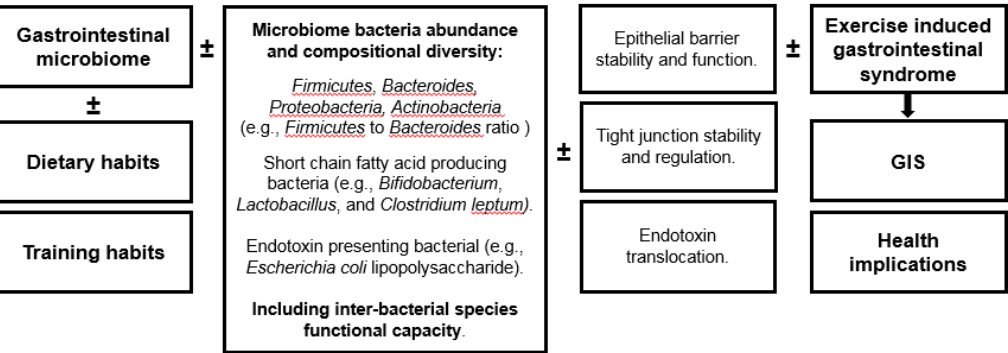 Gastrointestinal
microbiome
±
Dietary habits
Training habits
±
Microbiome bacteria abundance
and compositional diversity:
Firmicutes, Bacteroides,
Proteobacteria, Actinobacteria
(e.g., Firmicutes to Bacteroides ratio )
Short chain fatty acid producing
bacteria (e.g., Bifidobacterium,
Lactobacillus, and Clostridium leptum).
Endotoxin presenting bacterial (e.g.,
Escherichia coli lipopolysaccharide).
Including inter-bacterial species
functional capacity.
±
Epithelial barrier
stability and function.
Tight junction stability
and regulation.
Endotoxin
translocation.
±
Exercise induced
gastrointestinal
syndrome
GIS
Health
implications